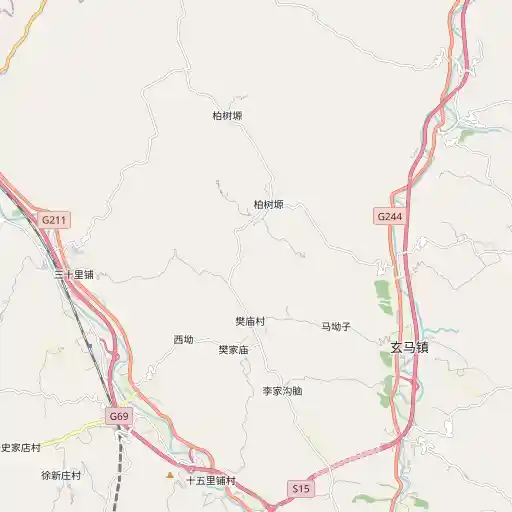 柏树塬
柏树塬
G211
G244
三十里铺
樊庙村
马坳子
西坳
樊家庙
玄马镇
李家沟脑
G69
史家店村
徐新庄村
十五里铺村
S15